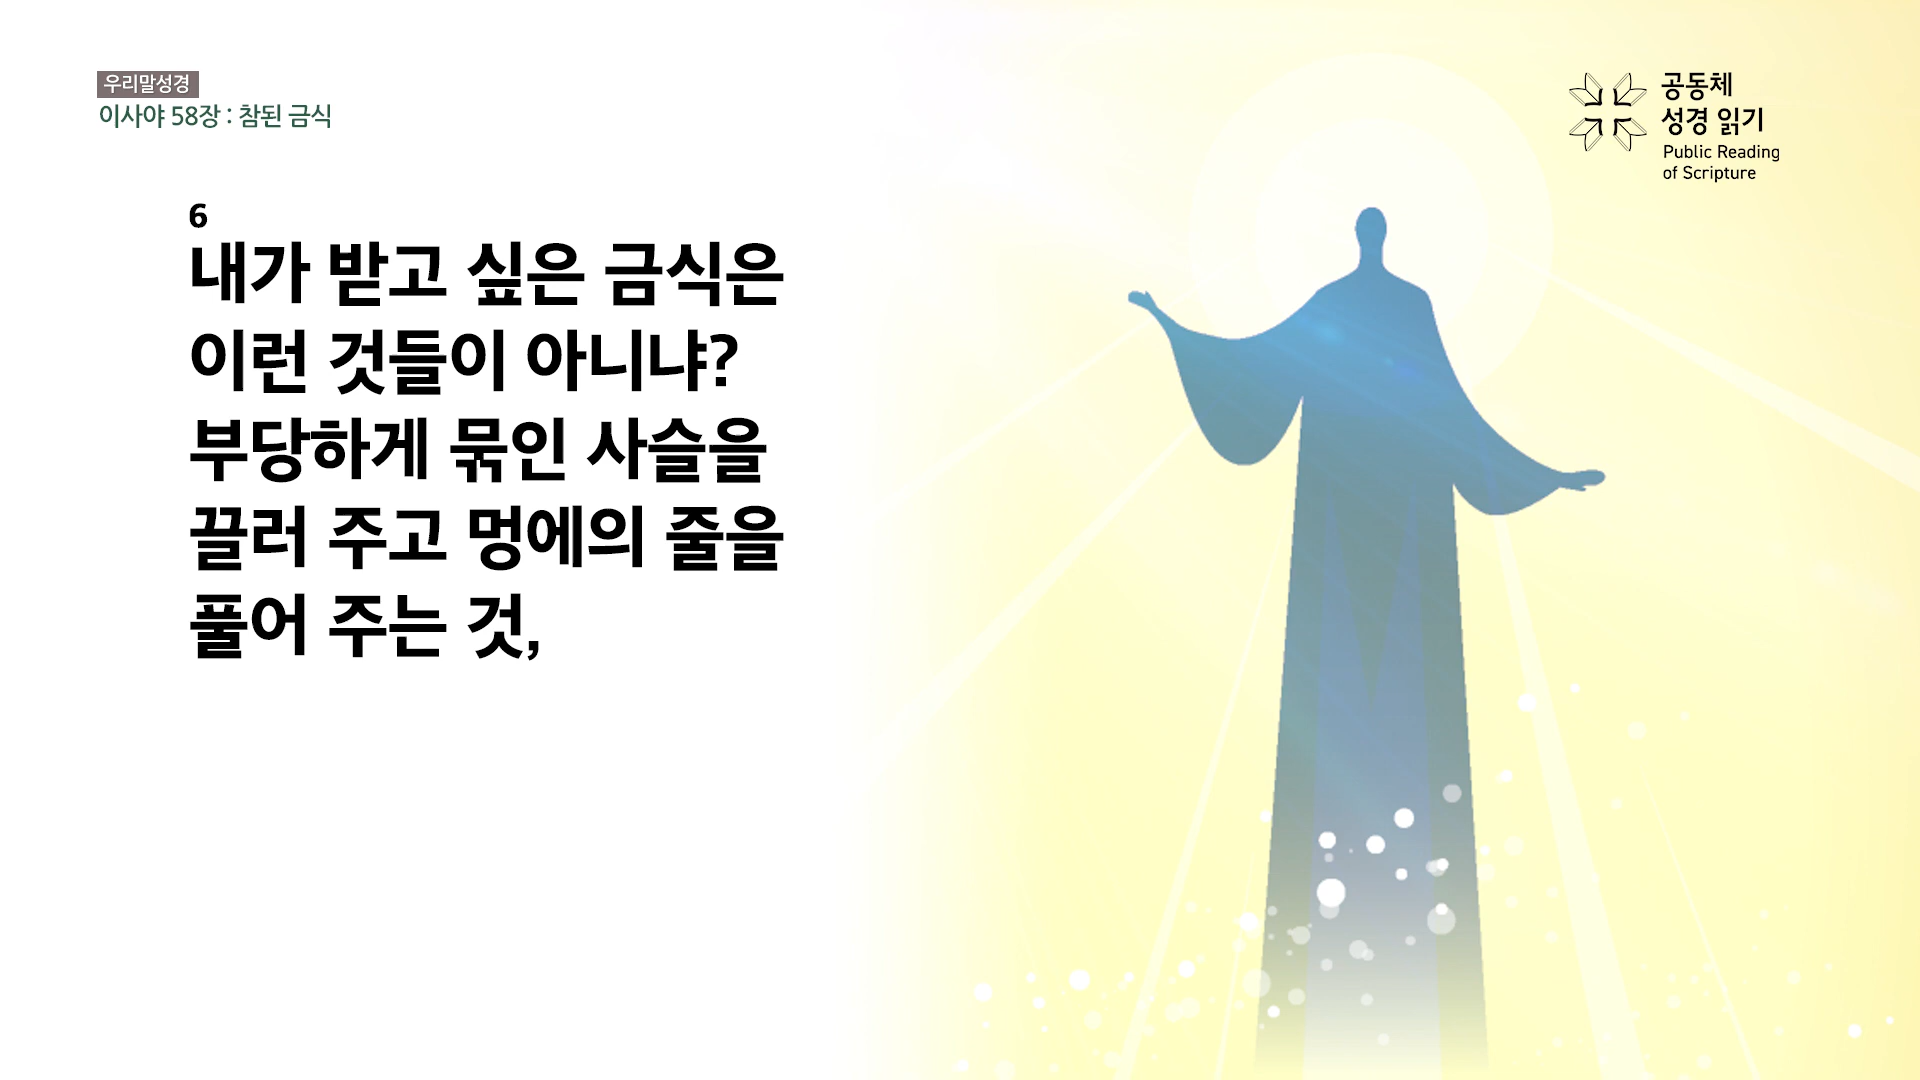 우리말성경
이사야 58장 : 참된 금식
공동체
성경 읽기
Public Reading
of Scripture
6
내가 받고 싶은 금식은
이런 것들이 아니냐?
부당하게 묶인 사슬을
끌러 주고 멍에의 줄을
풀어 주는 것,